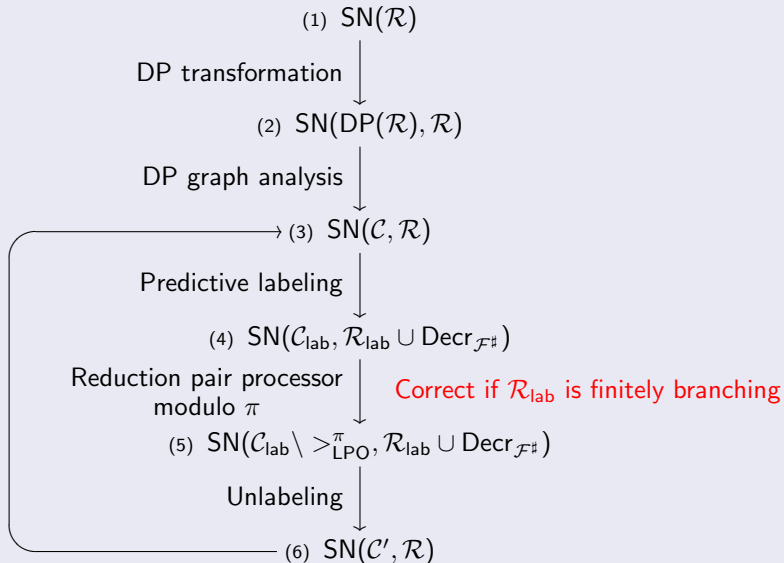 (1) SN(ℛ)
DP transformation
(2) SN(DP(ℛ), ℛ)
DP graph analysis
(3) SN(𝒞, ℛ)
Predictive labeling
(4) SN(𝒞_lab, ℛ_lab ∪ Decr_ℱ♯)
Reduction pair processor
modulo π
Correct if ℛ_lab is finitely branching
(5) SN(𝒞_lab\ >^π_LPO, ℛ_lab ∪ Decr_ℱ♯)
Unlabeling
(6) SN(𝒞′, ℛ)